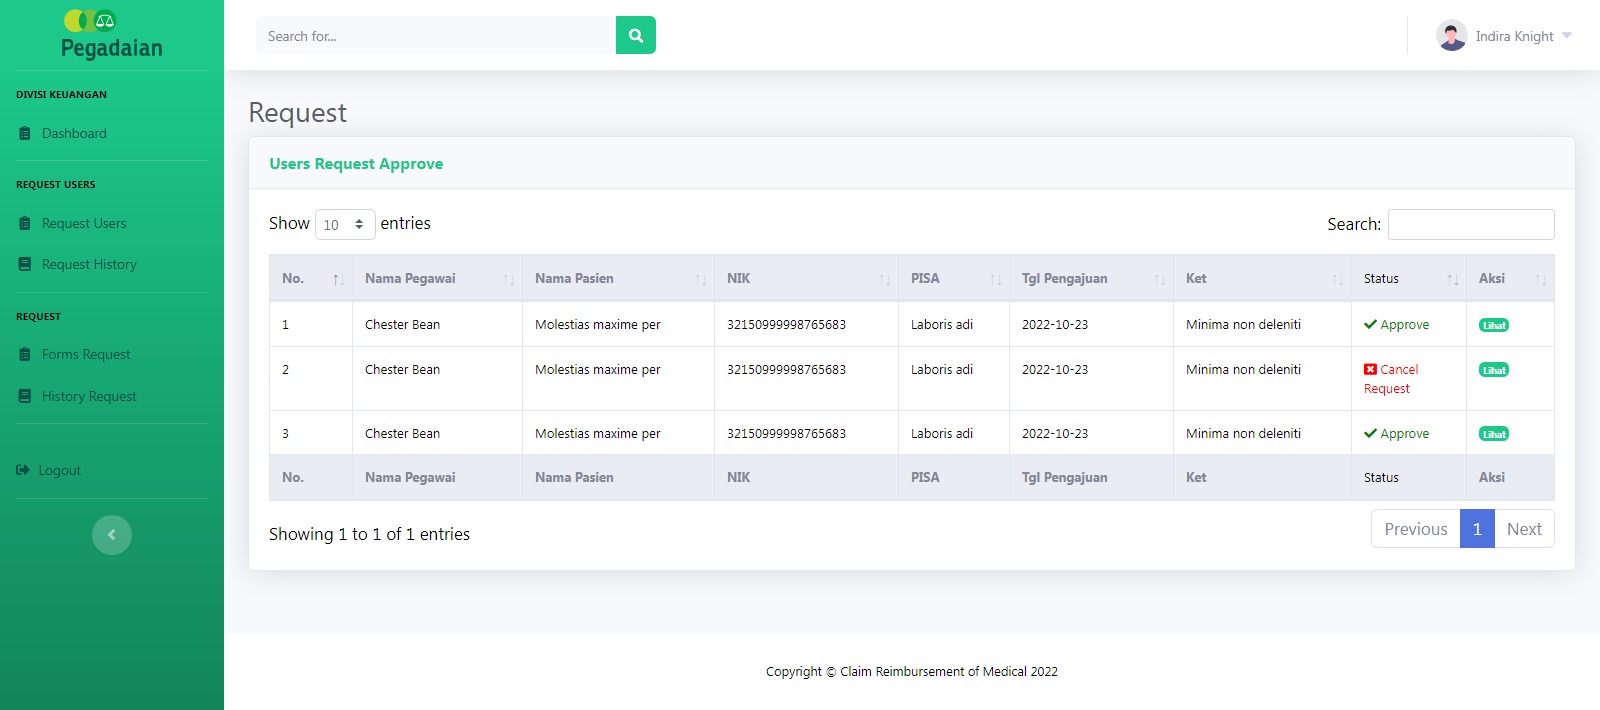 Pegadaian
Search for...
Indira Knight
DIVISI KEUANGAN
Dashboard
REQUEST USERS
Request Users
Request History
REQUEST
Forms Request
History Request
Logout
Request
Users Request Approve
Show 10 entries
Search:
No. Nama Pegawai Nama Pasien NIK PISA Tgl Pengajuan Ket Status Aksi
1 Chester Bean Molestias maxime per 32150999998765683 Laboris adi 2022-10-23 Minima non deleniti Approve Lihat
2 Chester Bean Molestias maxime per 32150999998765683 Laboris adi 2022-10-23 Minima non deleniti Cancel Lihat
Request
3 Chester Bean Molestias maxime per 32150999998765683 Laboris adi 2022-10-23 Minima non deleniti Approve Lihat
No. Nama Pegawai Nama Pasien NIK PISA Tgl Pengajuan Ket Status Aksi
Showing 1 to 1 of 1 entries
Previous 1 Next
Copyright © Claim Reimbursement of Medical 2022